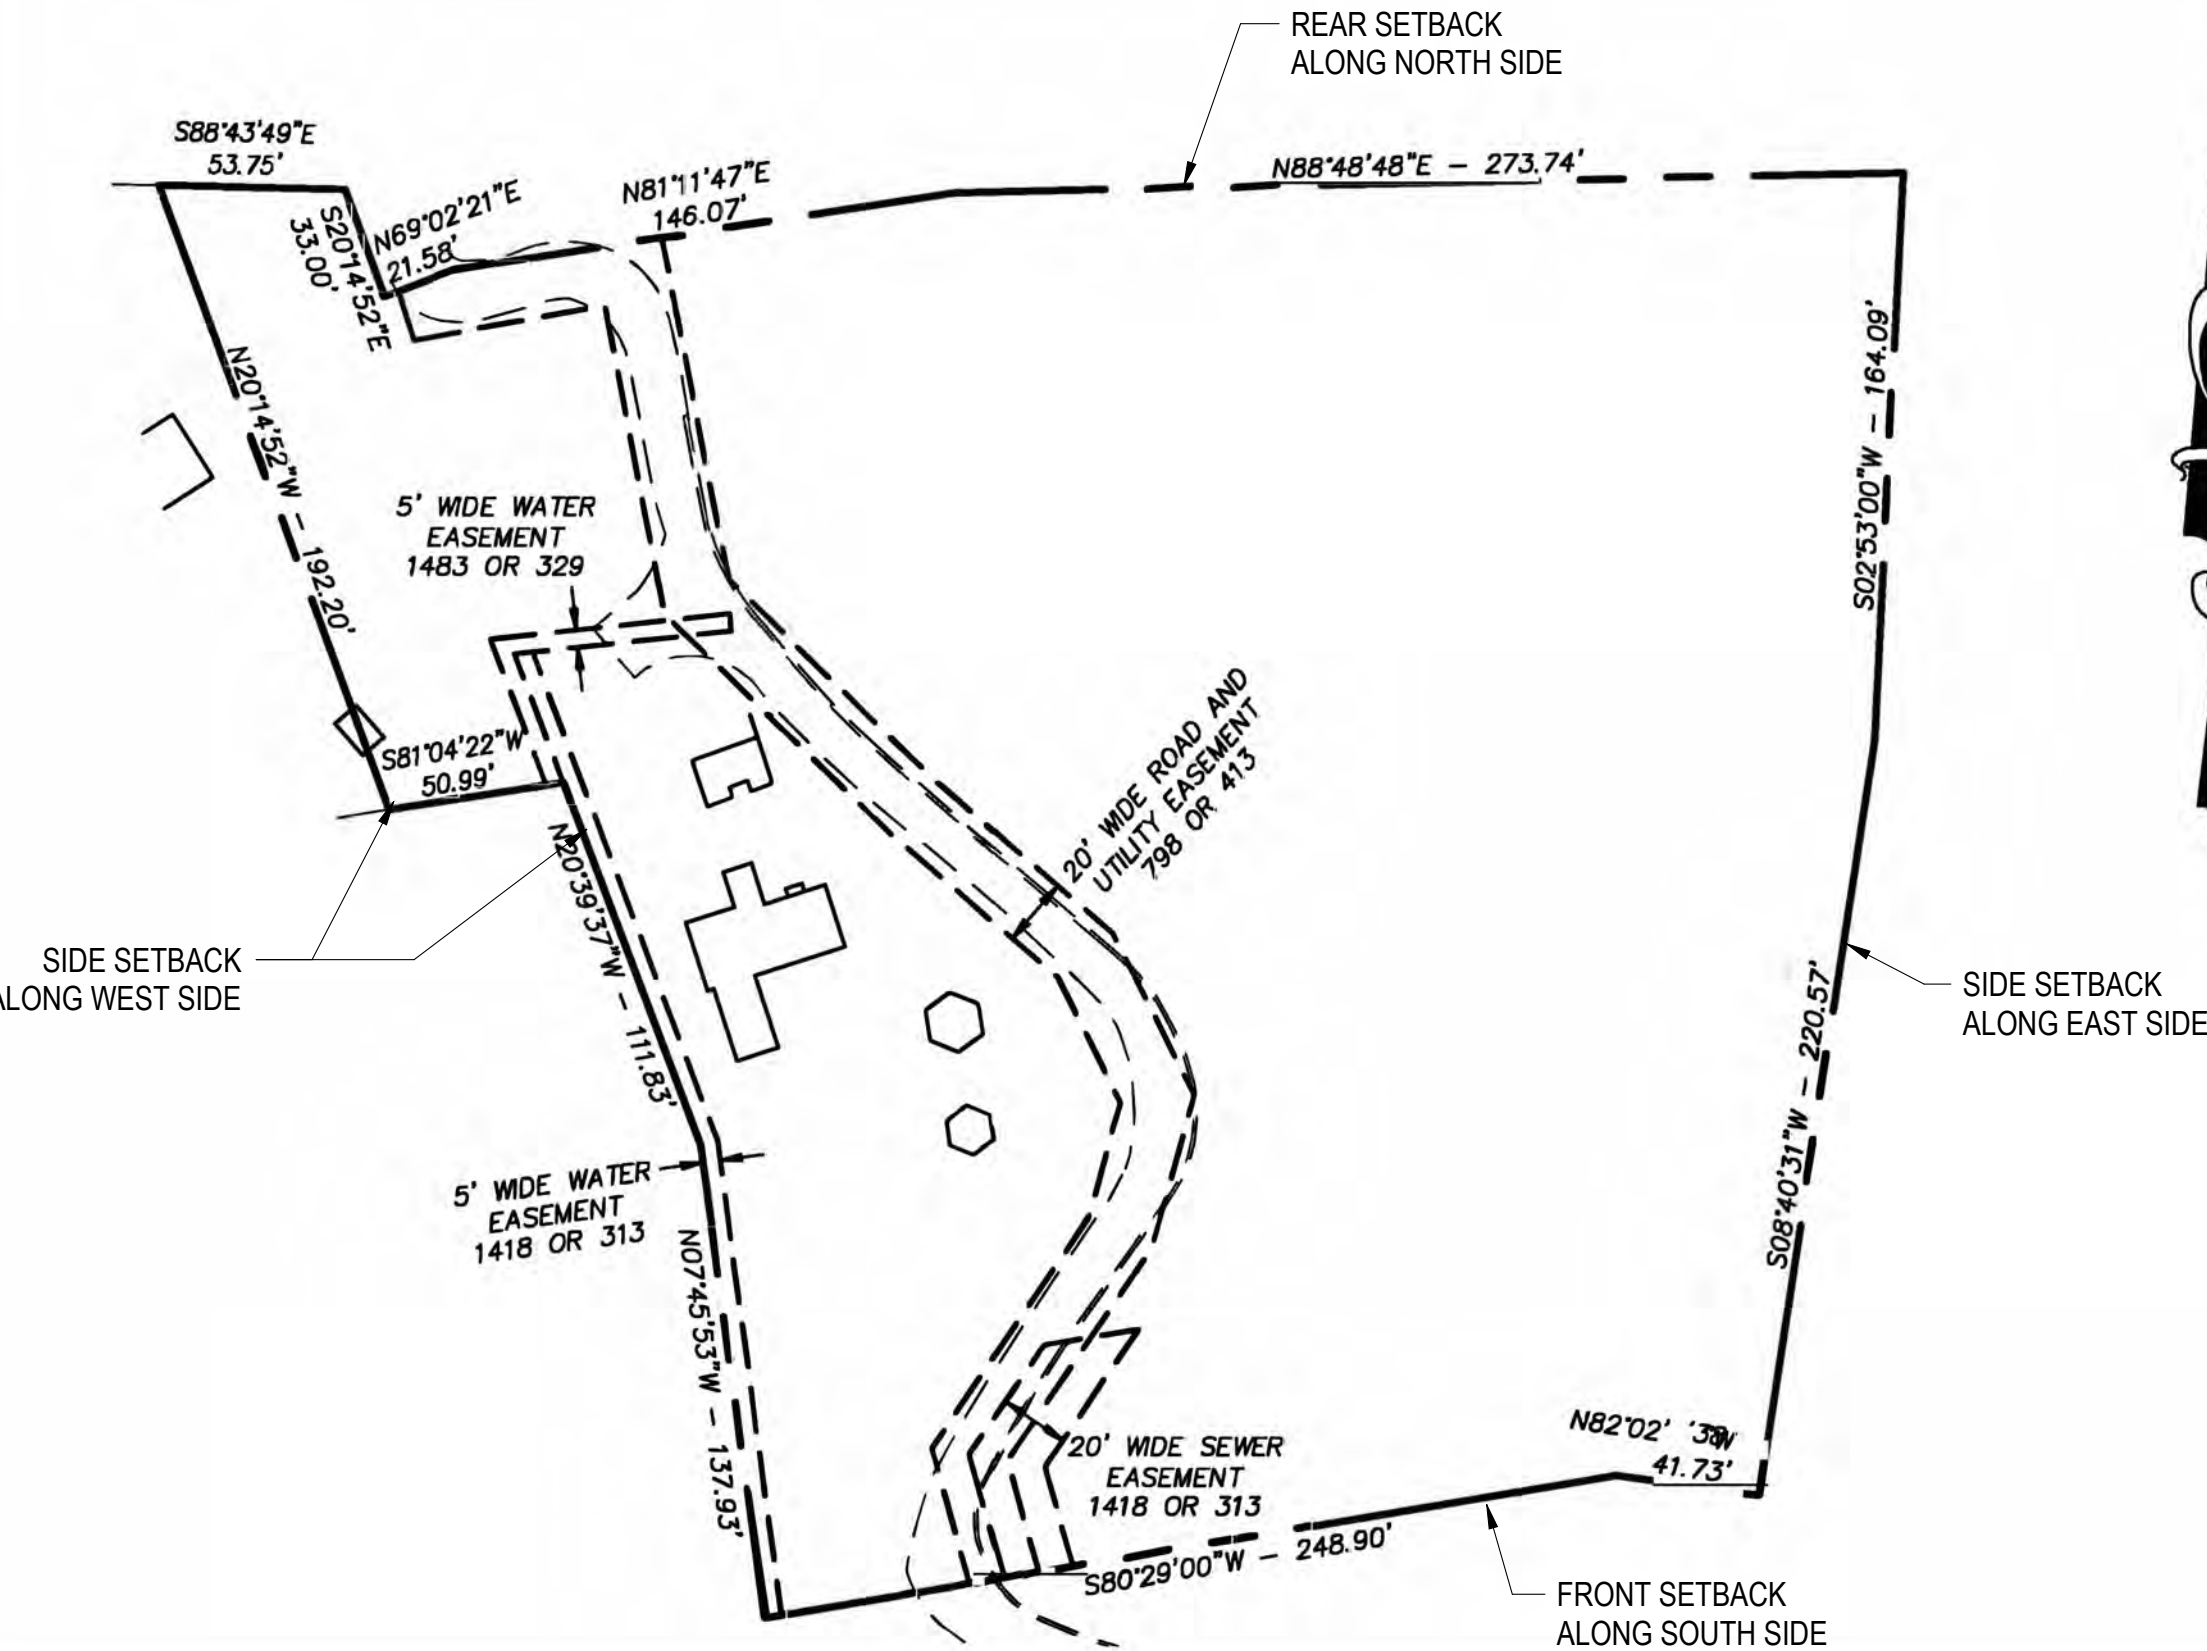 REAR SETBACK
ALONG NORTH SIDE
S88°43'49"E
53.75'
N81°11'47"E
146.07'
N88°48'48"E - 273.74'
N69°02'21"E
21.58'
S20°14'52"E
33.00'
N20°14'52"W - 192.20'
S02°53'00"W - 164.09'
5' WIDE WATER
EASEMENT
1483 OR 329
S81°04'22"W
50.99'
20' WIDE ROAD AND
UTILITY EASEMENT
798 OR 413
N20°39'37"W - 111.83'
SIDE SETBACK
ALONG WEST SIDE
SIDE SETBACK
ALONG EAST SIDE
S08°40'31"W - 220.57'
5' WIDE WATER
EASEMENT
1418 OR 313
N07°45'53"W - 137.93'
20' WIDE SEWER
EASEMENT
1418 OR 313
N82°02'
41.73'
S80°29'00"W - 248.90'
FRONT SETBACK
ALONG SOUTH SIDE